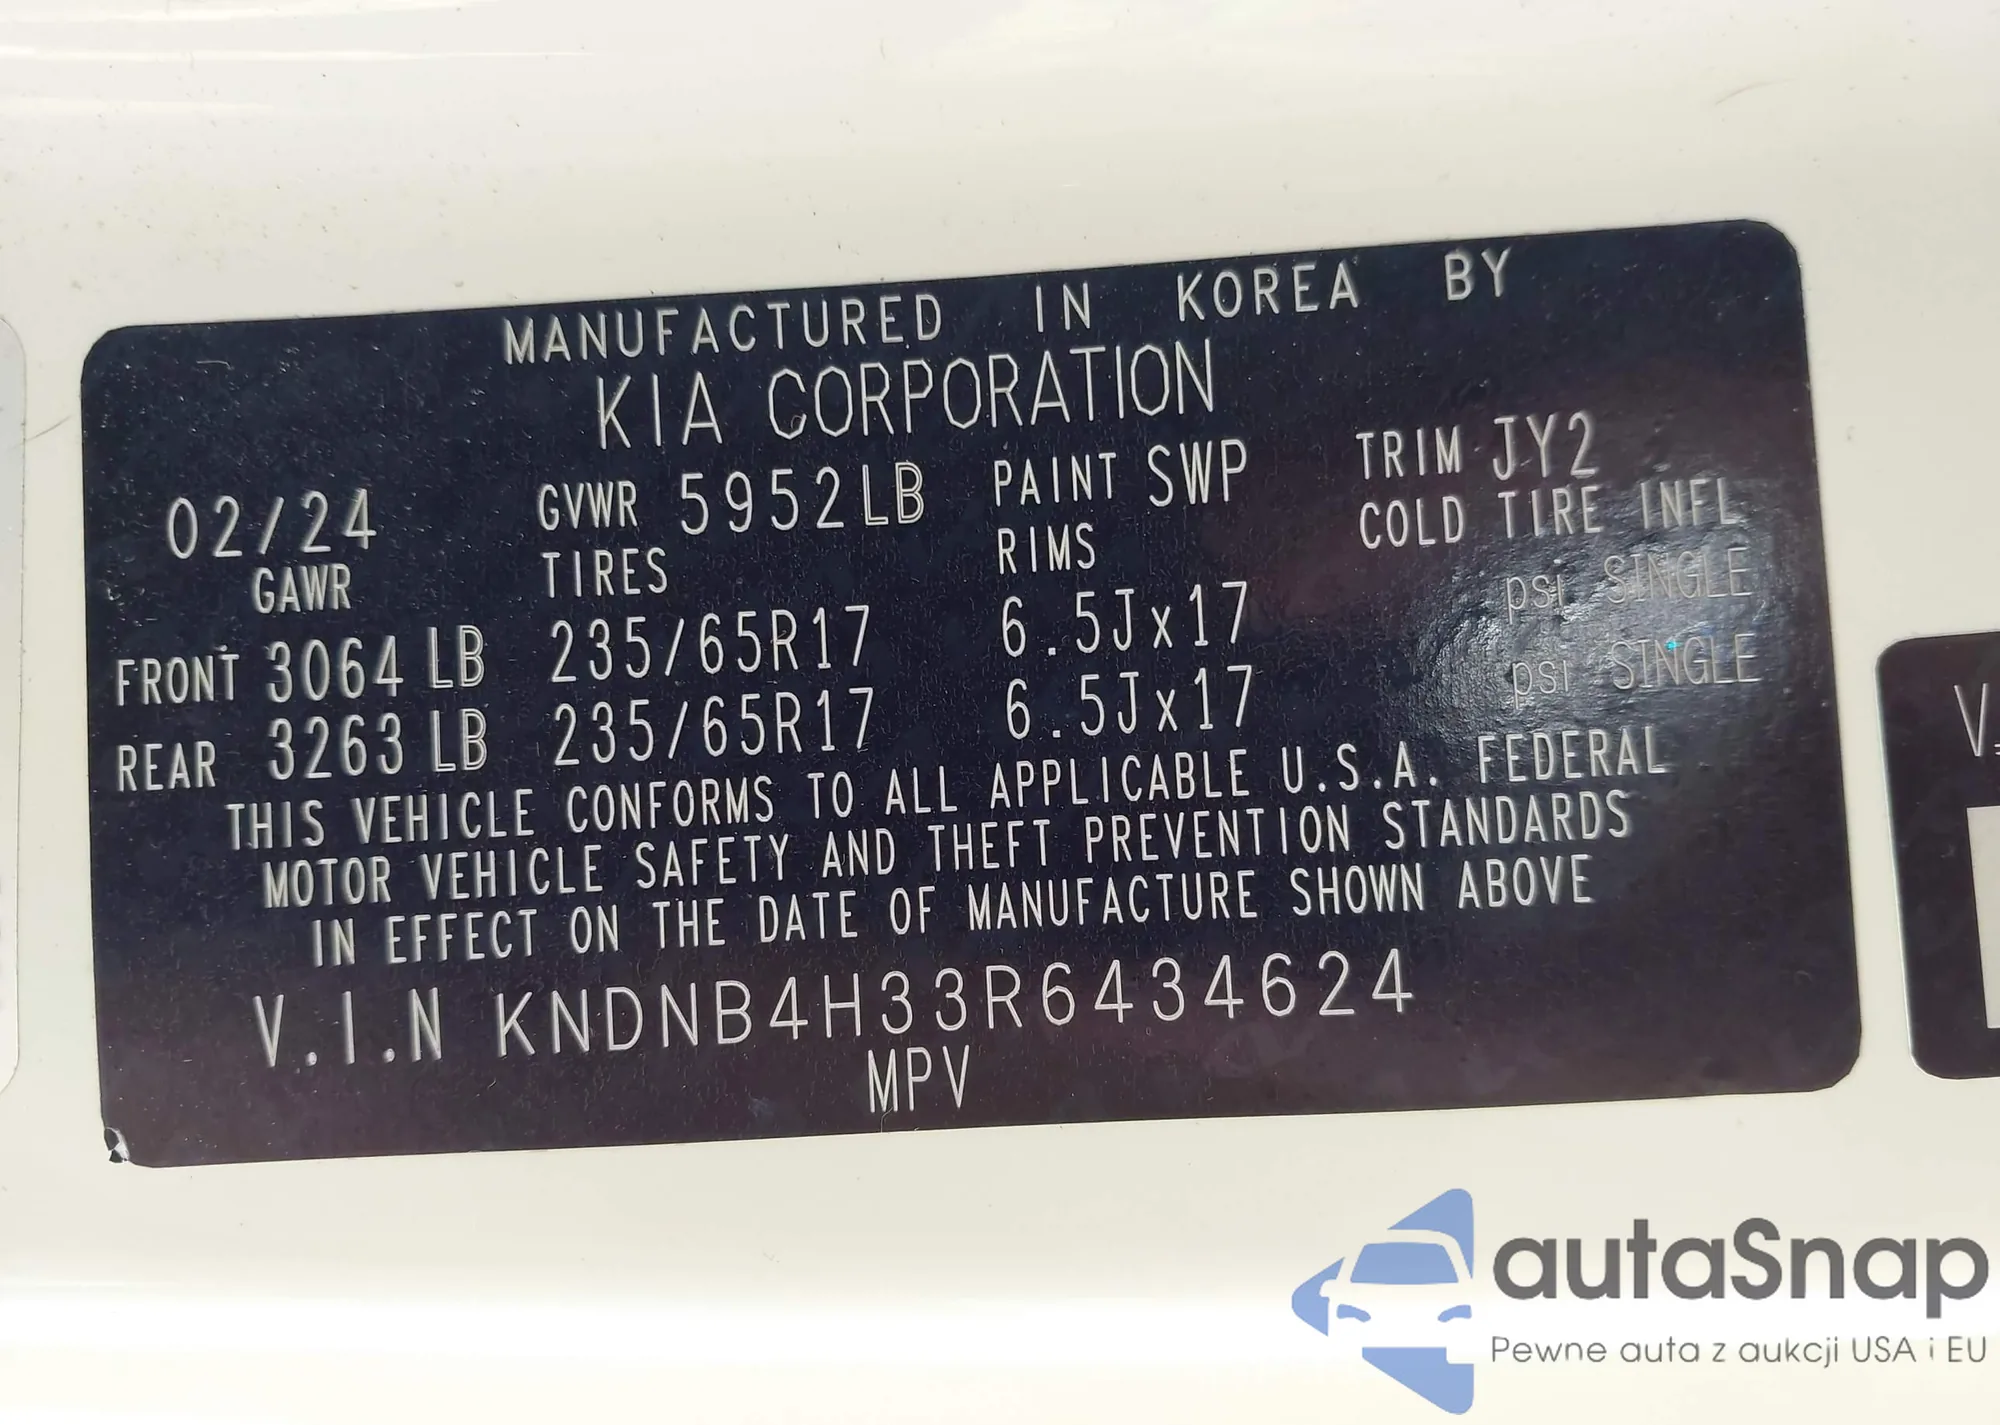 MANUFACTURED IN KOREA BY
KIA CORPORATION
02/24 GVWR 5952LB PAINT SWP TRIM JY2
GAWR TIRES RIMS COLD TIRE INFL
FRONT 3064 LB 235/65R17 6.5Jx17 psi SINGLE
REAR 3263 LB 235/65R17 6.5Jx17 psi SINGLE
THIS VEHICLE CONFORMS TO ALL APPLICABLE U.S.A. FEDERAL
MOTOR VEHICLE SAFETY AND THEFT PREVENTION STANDARDS
IN EFFECT ON THE DATE OF MANUFACTURE SHOWN ABOVE
V.I.N KNDNB4H33R6434624
MPV
autaSnap
Pewne auta z aukcji USA i EU